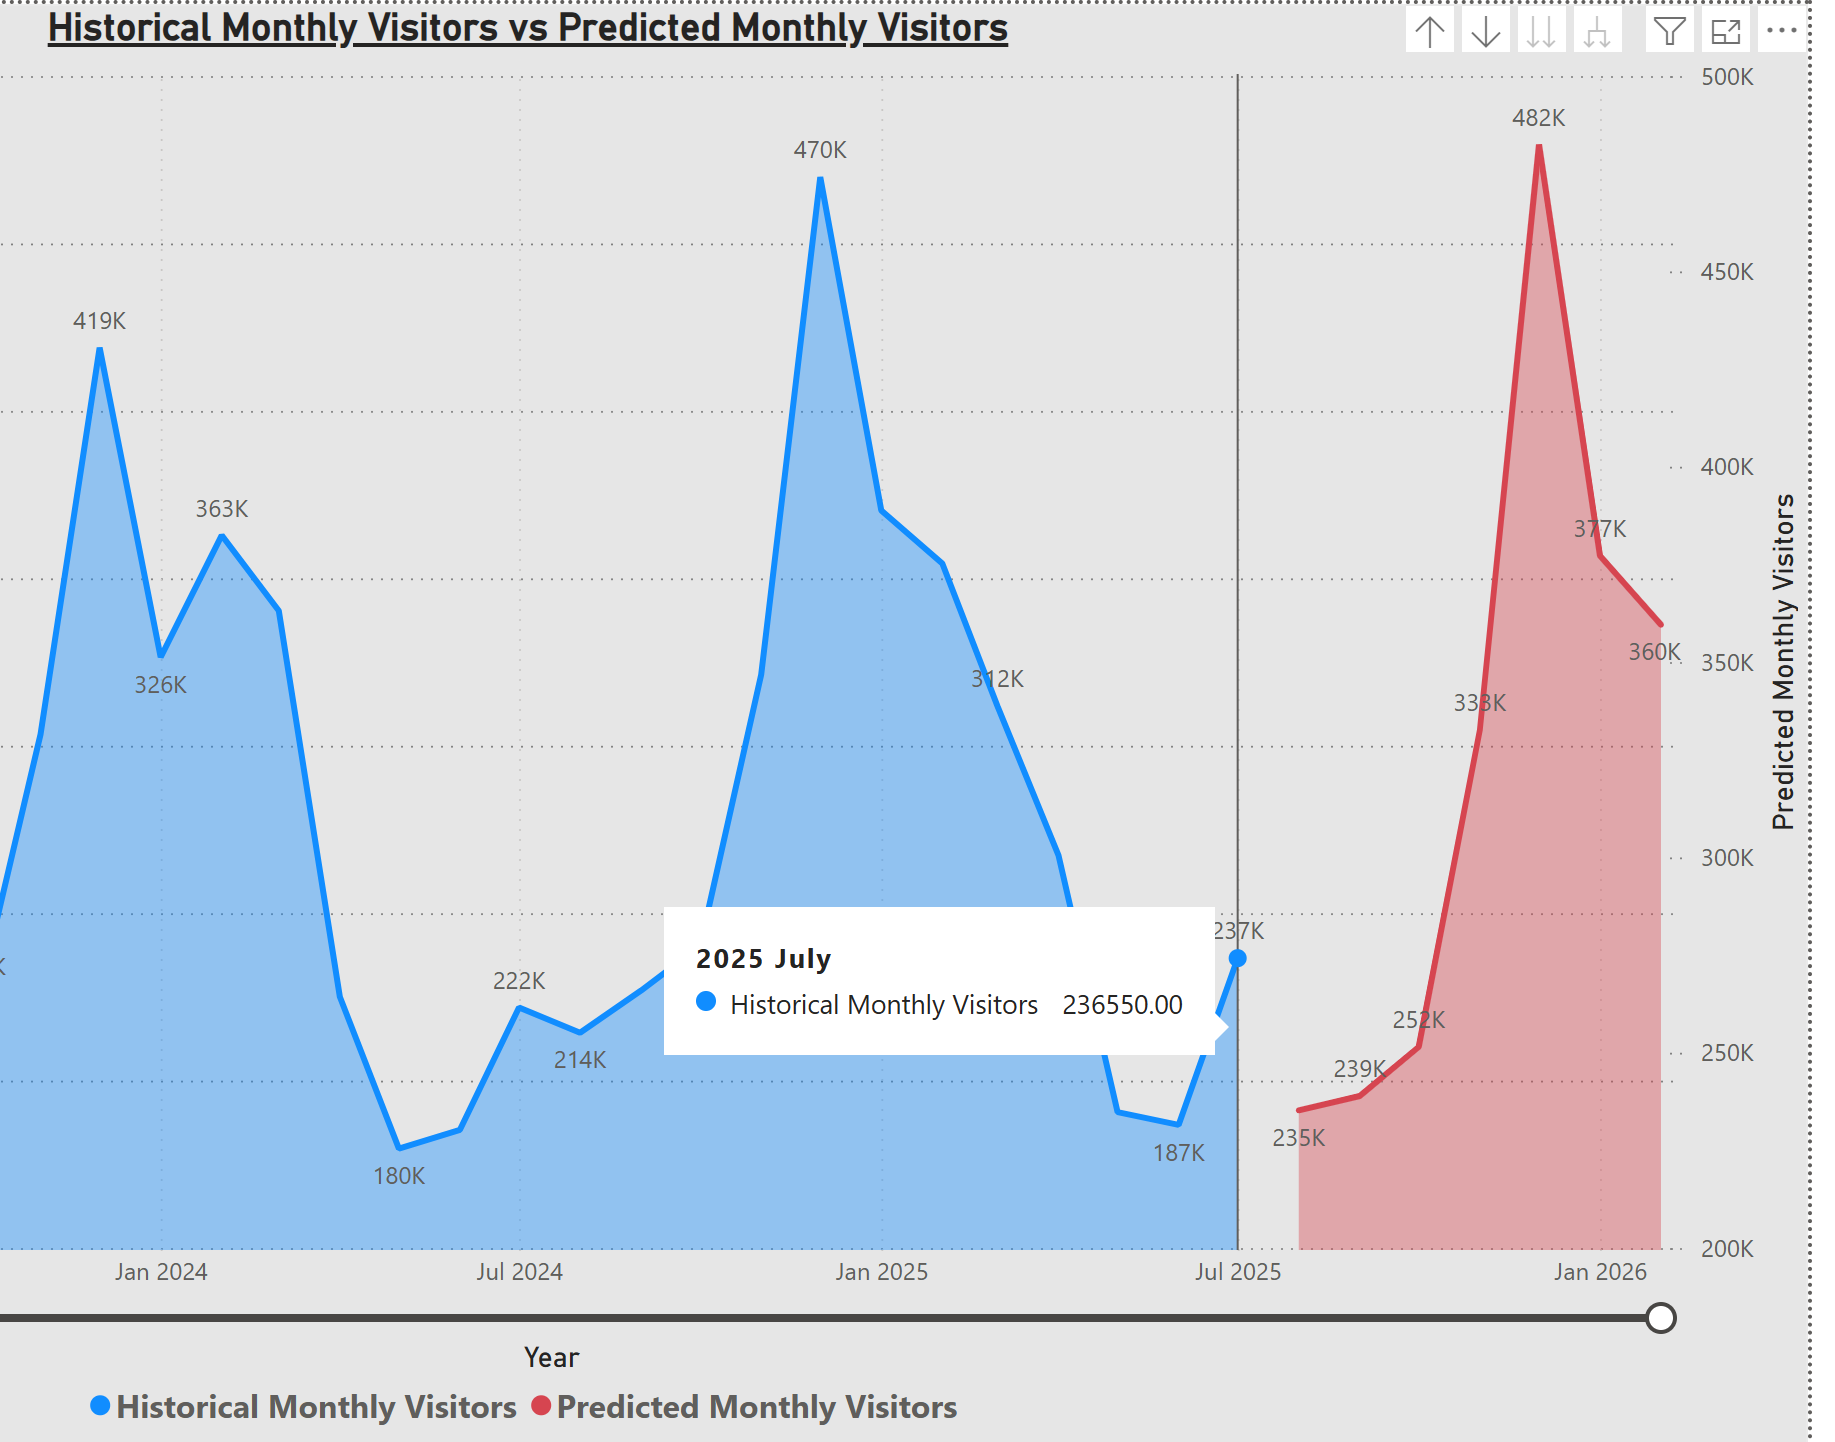 Historical Monthly Visitors vs Predicted Monthly Visitors
500K
482K
470K
450K
419K
400K
363K
377K
Predicted Monthly Visitors
360K
350K
326K
312K
333K
300K
237K
2025 July
Historical Monthly Visitors 236550.00
222K
214K
252K
250K
239K
235K
187K
180K
200K
Jan 2024
Jul 2024
Jan 2025
Jul 2025
Jan 2026
Year
Historical Monthly Visitors
Predicted Monthly Visitors